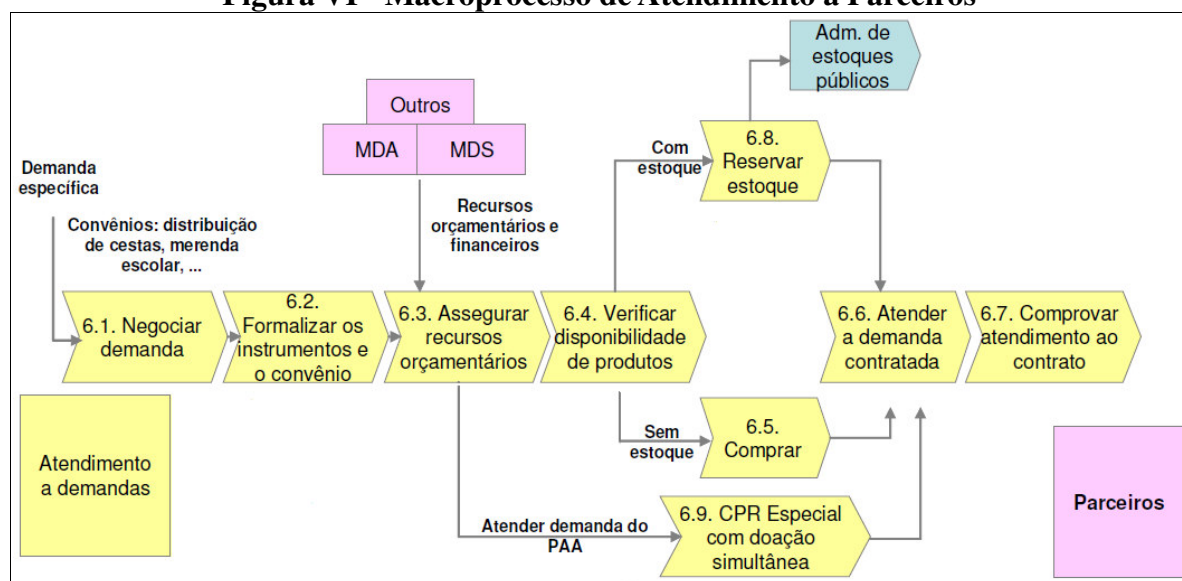 Figura VI - Macroprocesso de Atendimento a Parceiros
Adm. de
estoques
públicos
Outros
MDA
MDS
Demanda
específica
Com
estoque
6.8.
Reservar
estoque
Convênios: distribuição
de cestas, merenda
escolar, ...
Recursos
orçamentários e
financeiros
6.1. Negociar
demanda
6.2.
Formalizar os
instrumentos e
o convênio
6.3. Assegurar
recursos
orçamentários
6.4. Verificar
disponibilidade
de produtos
6.6. Atender
a demanda
contratada
6.7. Comprovar
atendimento ao
contrato
Sem
estoque
6.5.
Comprar
Atendimento
a demandas
Atender demanda do
PAA
6.9. CPR Especial
com doação
simultânea
Parceiros